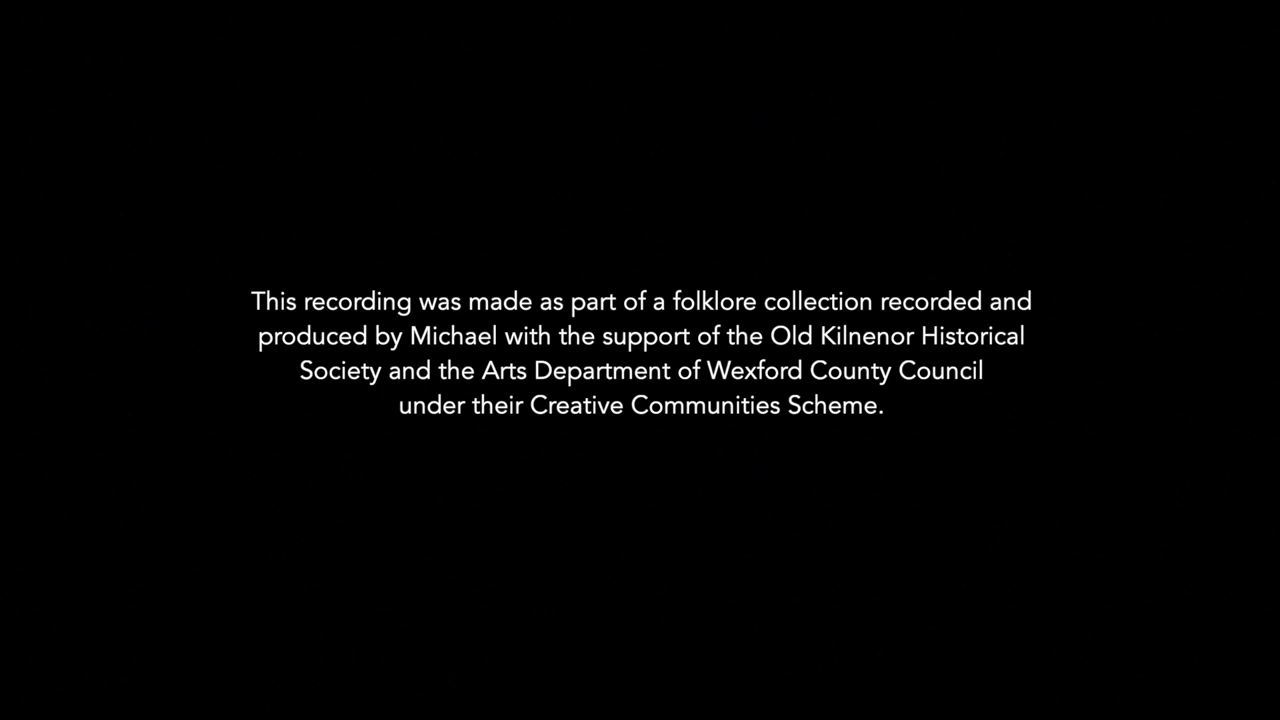 This recording was made as part of a folklore collection recorded and
produced by Michael with the support of the Old Kilnenor Historical
Society and the Arts Department of Wexford County Council
under their Creative Communities Scheme.